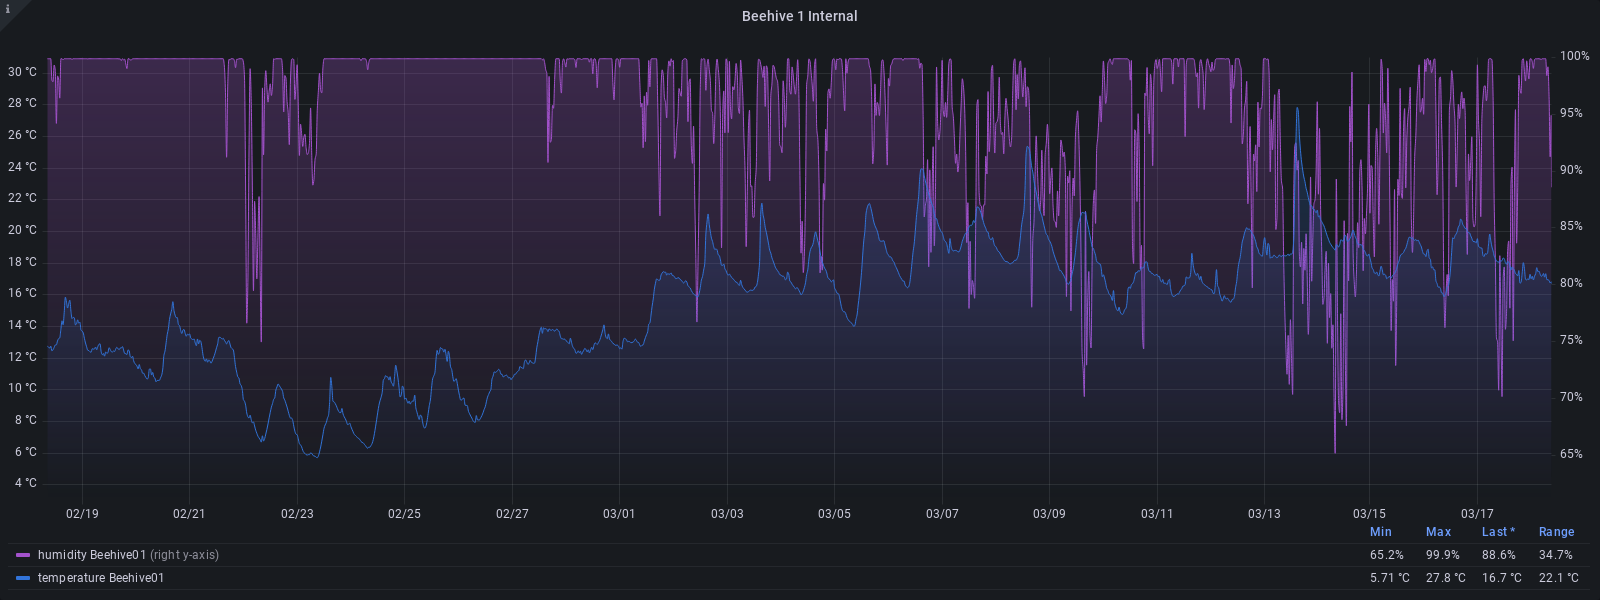 i
Beehive 1 Internal
30 °C
28 °C
26 °C
24 °C
22 °C
20 °C
18 °C
16 °C
14 °C
12 °C
10 °C
8 °C
6 °C
4 °C
100%
95%
90%
85%
80%
75%
70%
65%
02/19 02/21 02/23 02/25 02/27 03/01 03/03 03/05 03/07 03/09 03/11 03/13 03/15 03/17
Min Max Last * Range
humidity Beehive01 (right y-axis) 65.2% 99.9% 88.6% 34.7%
temperature Beehive01 5.71 °C 27.8 °C 16.7 °C 22.1 °C